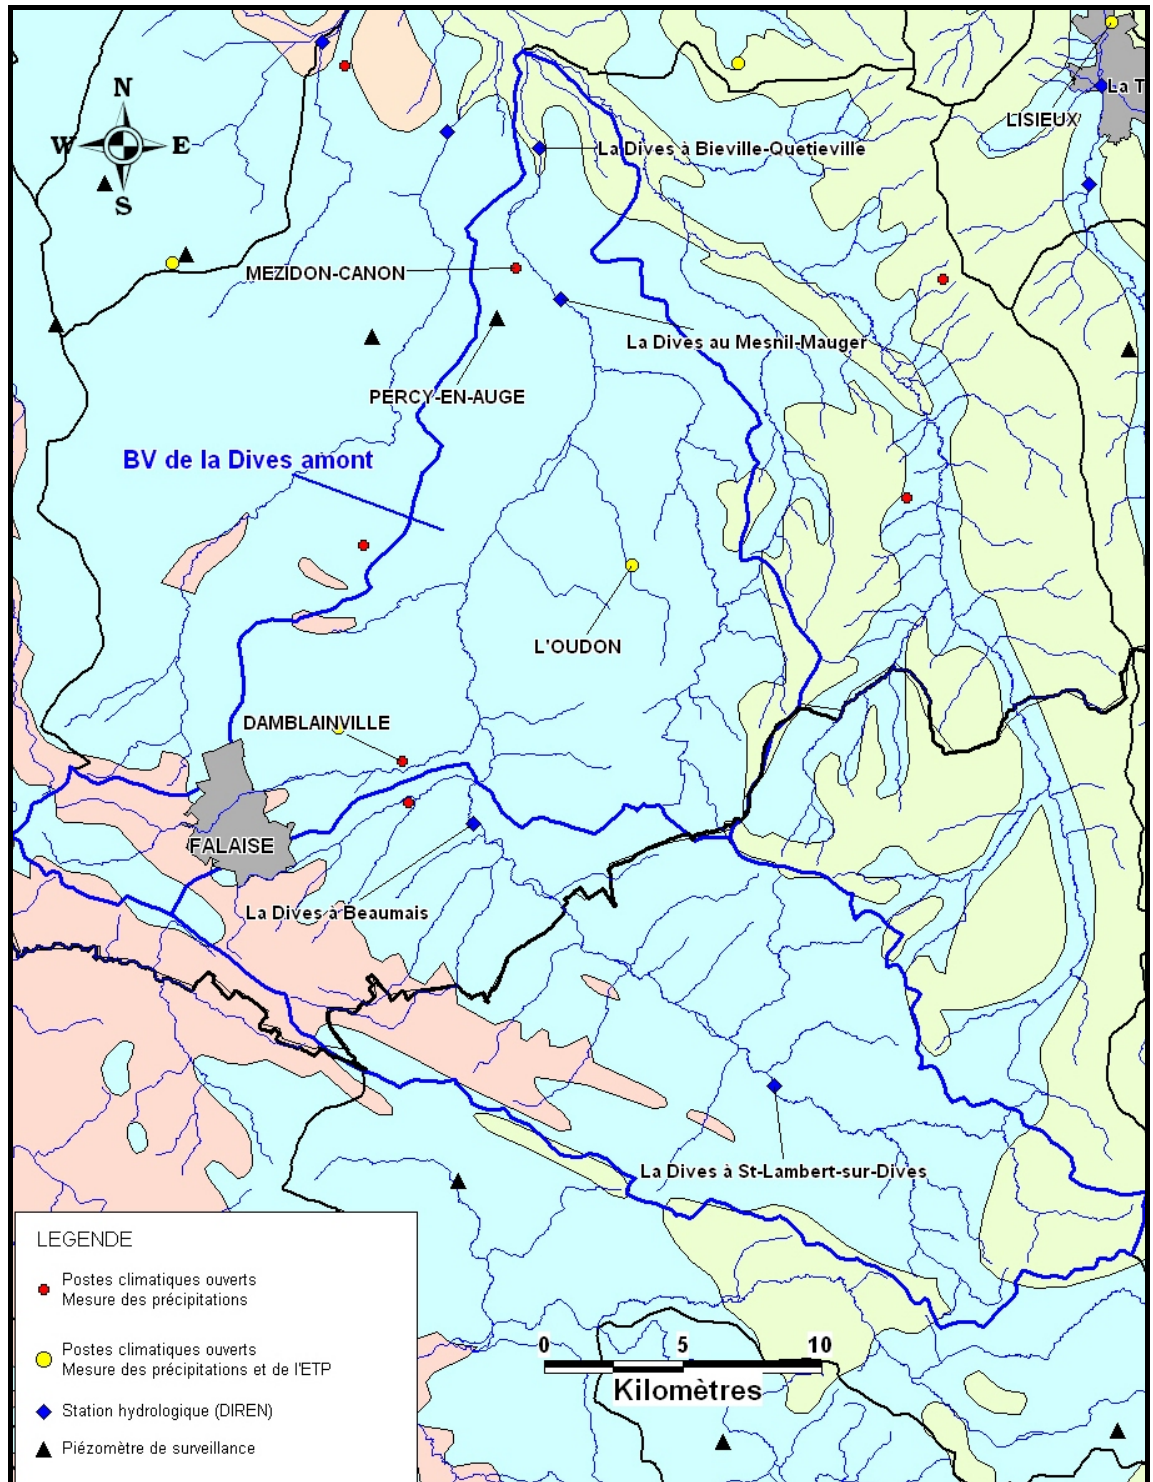 N
La T
LISIEUX
W
E
La Dives à Bieville-Quetieville
S
MEZIDON-CANON
La Dives au Mesnil-Mauger
PERCY-EN-AUGE
BV de la Dives amont
L'OUDON
DAMBLAINVILLE
FALAISE
La Dives à Beaumais
La Dives à St-Lambert-sur-Dives
LEGENDE
Postes climatiques ouverts
Mesure des précipitations
Postes climatiques ouverts
Mesure des précipitations et de l'ETP
Station hydrologique (DIREN)
Piézomètre de surveillance
0 5 10
Kilomètres